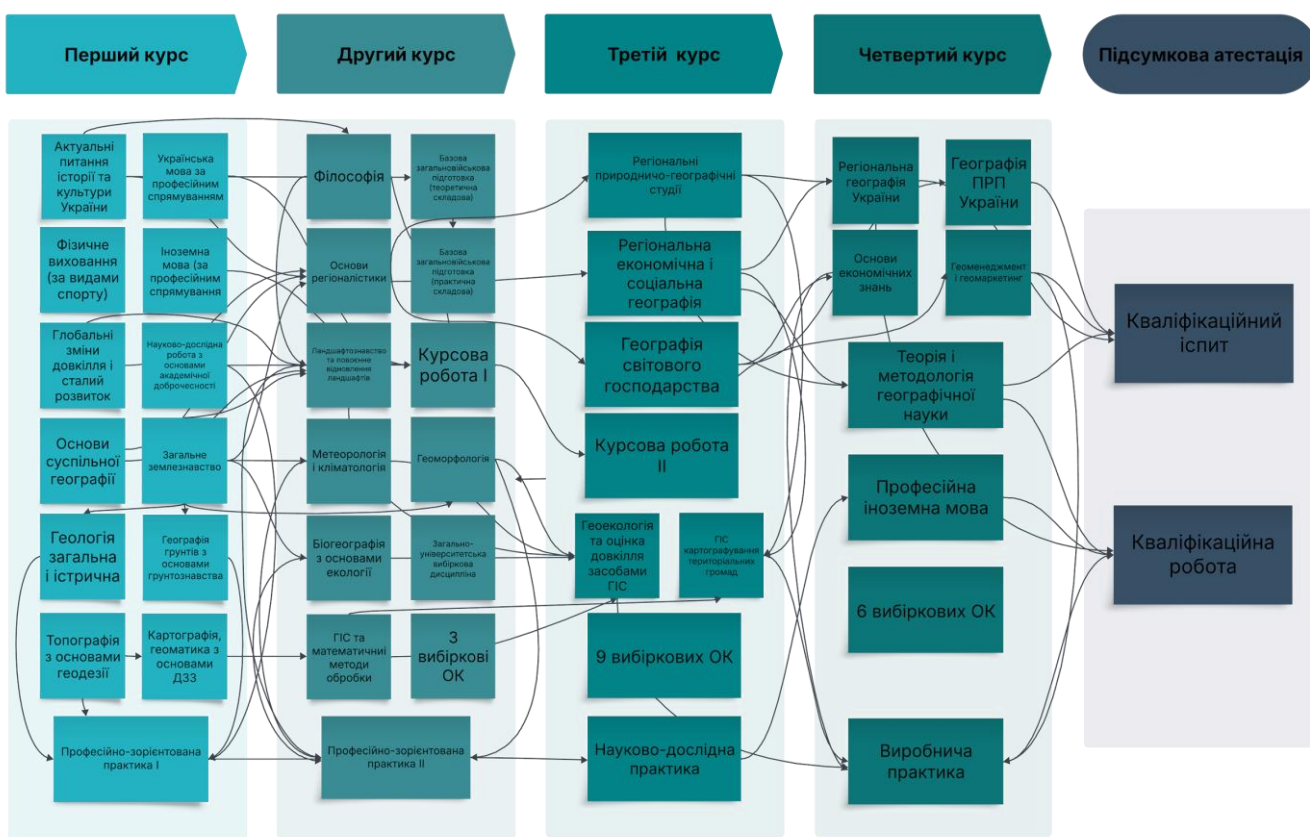 Перший курс
Другий курс
Третій курс
Четвертий курс
Підсумкова атестація
Актуальні
питання
історії та
культури
України
Українська
мова за
професійним
спрямуванням
Фізичне
виховання
(за видами
спорту)
Іноземна
мова (за
професійним
спрямування
Глобальні
зміни
довкілля і
сталий
розвиток
Науково-дослідна
робота з
основами
академічної
доброчесності
Основи
суспільної
географії
Загальне
землезнавство
Геологія
загальна
і істрична
Географія
грунтів з
основами
грунтознавства
Топографія
з основами
геодезії
Картографія,
геоматика з
основами
ДЗЗ
Професійно-зорієнтована
практика І
Філософія
Базова
загальновійськова
підготовка
(теоретична
складова)
Основи
регіоналістики
Базова
загальновійськова
підготовка
(практична
складова)
Ландшафтознавство
та повоєнне
відновлення
ландшафтів
Курсова
робота І
Метеорологія
і кліматологія
Геоморфологія
Біогеографія
з основами
екології
Загально-
університетська
вибіркова
дисципліна
ГІС та
математичниі
методи
обробки
3
вибіркові
ОК
Професійно-зорієнтована
практика ІІ
Регіональні
природничо-географічні
студії
Регіональна
економічна і
соціальна
географія
Географія
світового
господарства
Курсова робота
ІІ
Геоекологія
та оцінка
довкілля
засобами
ГІС
ГІС
картографування
територіальних
громад
9 вибіркових ОК
Науково-дослідна
практика
Регіональна
географія
України
Географія
ПРП
України
Основи
економічних
знань
Геоменеджмент
і геомаркетинг
Теорія і
методологія
географічної
науки
Професійна
іноземна мова
6 вибіркових ОК
Виробнича
практика
Кваліфікаційний
іспит
Кваліфікаційна
робота